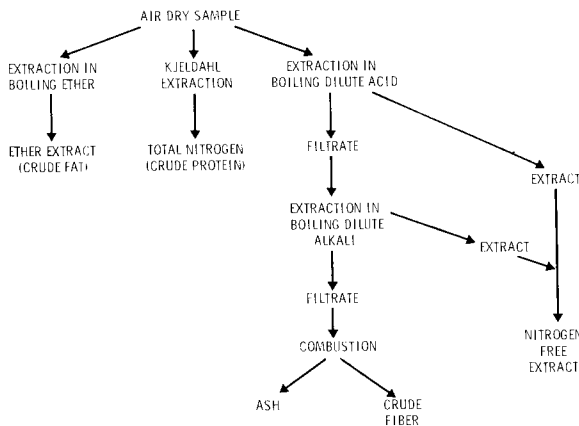 AIR DRY SAMPLE
EXTRACTION IN
BOILING ETHER
KJELDAHL
EXTRACTION
EXTRACTION IN
BOILING DILUTE ACID
ETHER EXTRACT
(CRUDE FAT)
TOTAL NITROGEN
(CRUDE PROTEIN)
FILTRATE
EXTRACT
EXTRACTION IN
BOILING DILUTE
ALKALI
EXTRACT
FILTRATE
NITROGEN
FREE
EXTRACT
COMBUSTION
ASH
CRUDE
FIBER